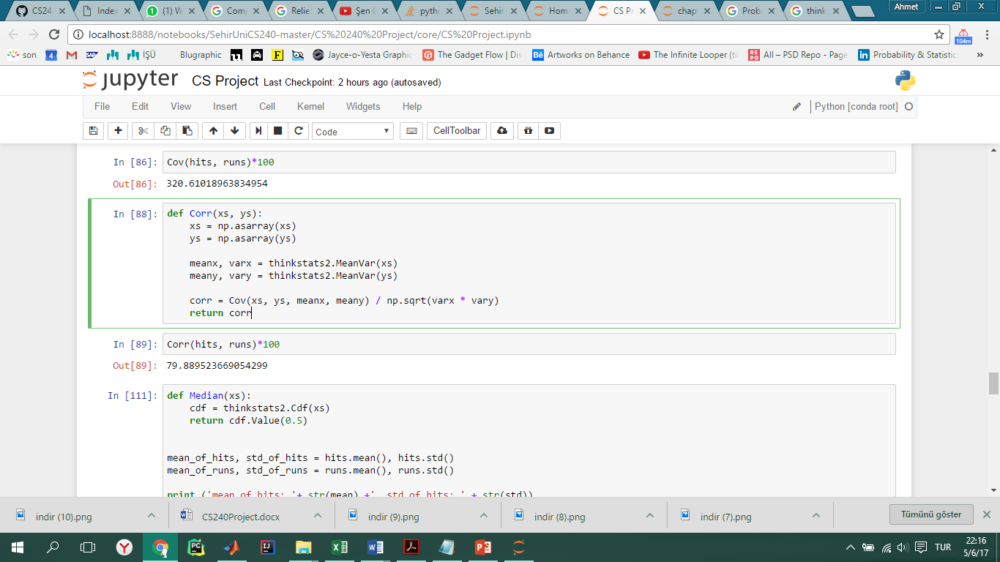 CS24
Index
(1) W
Comp
Relief
Şen
pytho
Sehir
Hom
CS Pr
chap
Prob
think
Ahmet
localhost:8888/notebooks/SehirUniCS240-master/CS%20240%20Project/core/CS%20Project.ipynb
104m
son
4
İŞÜ
Blugraphic
Jayce-o-Yesta Graphic
The Gadget Flow | Dis
Artworks on Behance
The Infinite Looper (ti
All – PSD Repo - Page
Probability & Statistic
»
jupyter
CS Project Last Checkpoint: 2 hours ago (autosaved)
File Edit View Insert Cell Kernel Widgets Help
Python [conda root]
Code
CellToolbar
In [86]: Cov(hits, runs)*100
Out[86]: 320.61018963834954
In [88]: def Corr(xs, ys):
xs = np.asarray(xs)
ys = np.asarray(ys)
meanx, varx = thinkstats2.MeanVar(xs)
meany, vary = thinkstats2.MeanVar(ys)
corr = Cov(xs, ys, meanx, meany) / np.sqrt(varx * vary)
return corr
In [89]: Corr(hits, runs)*100
Out[89]: 79.889523669054299
In [111]: def Median(xs):
cdf = thinkstats2.Cdf(xs)
return cdf.Value(0.5)
mean_of_hits, std_of_hits = hits.mean(), hits.std()
mean_of_runs, std_of_runs = runs.mean(), runs.std()
print ('mean of hits: '+ str(mean) +' std of hits: ' + str(std))
indir (10).png
CS240Project.docx
indir (9).png
indir (8).png
indir (7).png
Tümünü göster
TUR
22:16
5/6/17